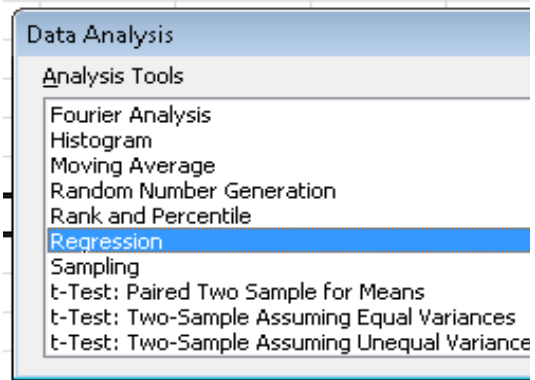 Data Analysis
Analysis Tools
Fourier Analysis
Histogram
Moving Average
Random Number Generation
Rank and Percentile
Regression
Sampling
t-Test: Paired Two Sample for Means
t-Test: Two-Sample Assuming Equal Variances
t-Test: Two-Sample Assuming Unequal Variance